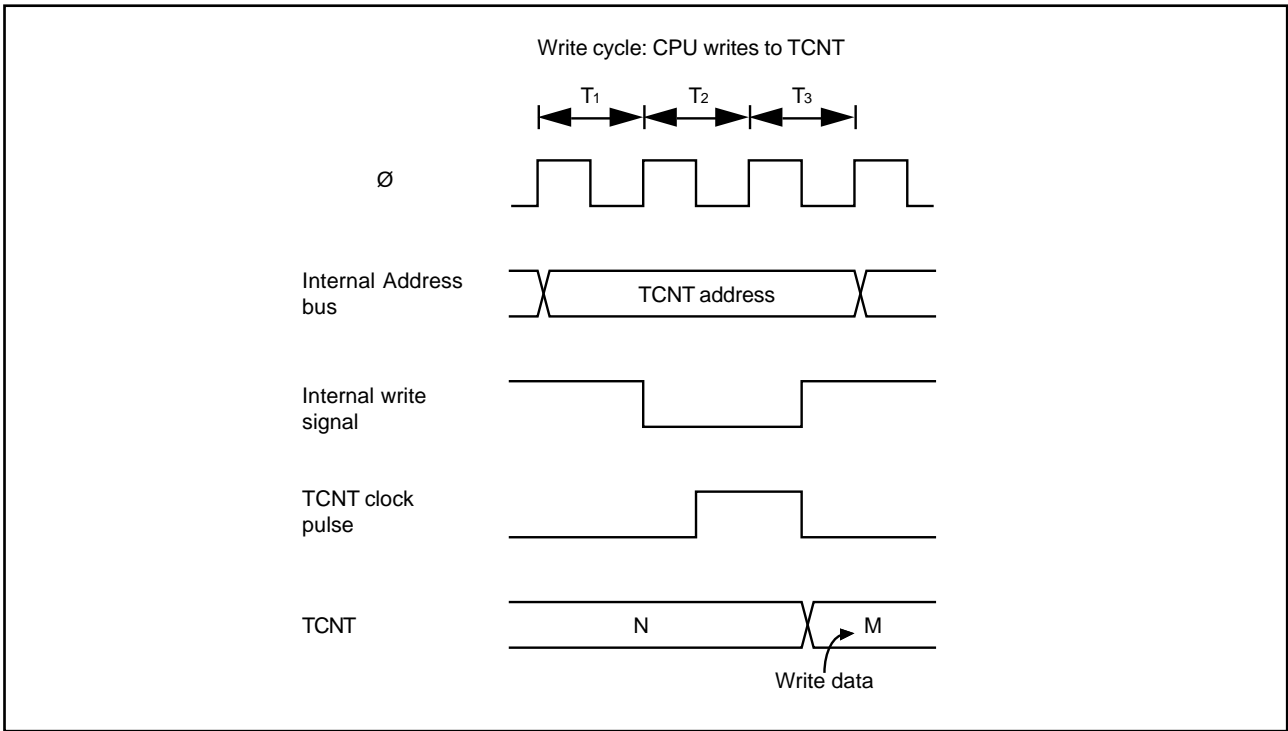 Write cycle: CPU writes to TCNT
T1 T2 T3
Ø
Internal Address
bus
TCNT address
Internal write
signal
TCNT clock
pulse
TCNT
N
M
Write data